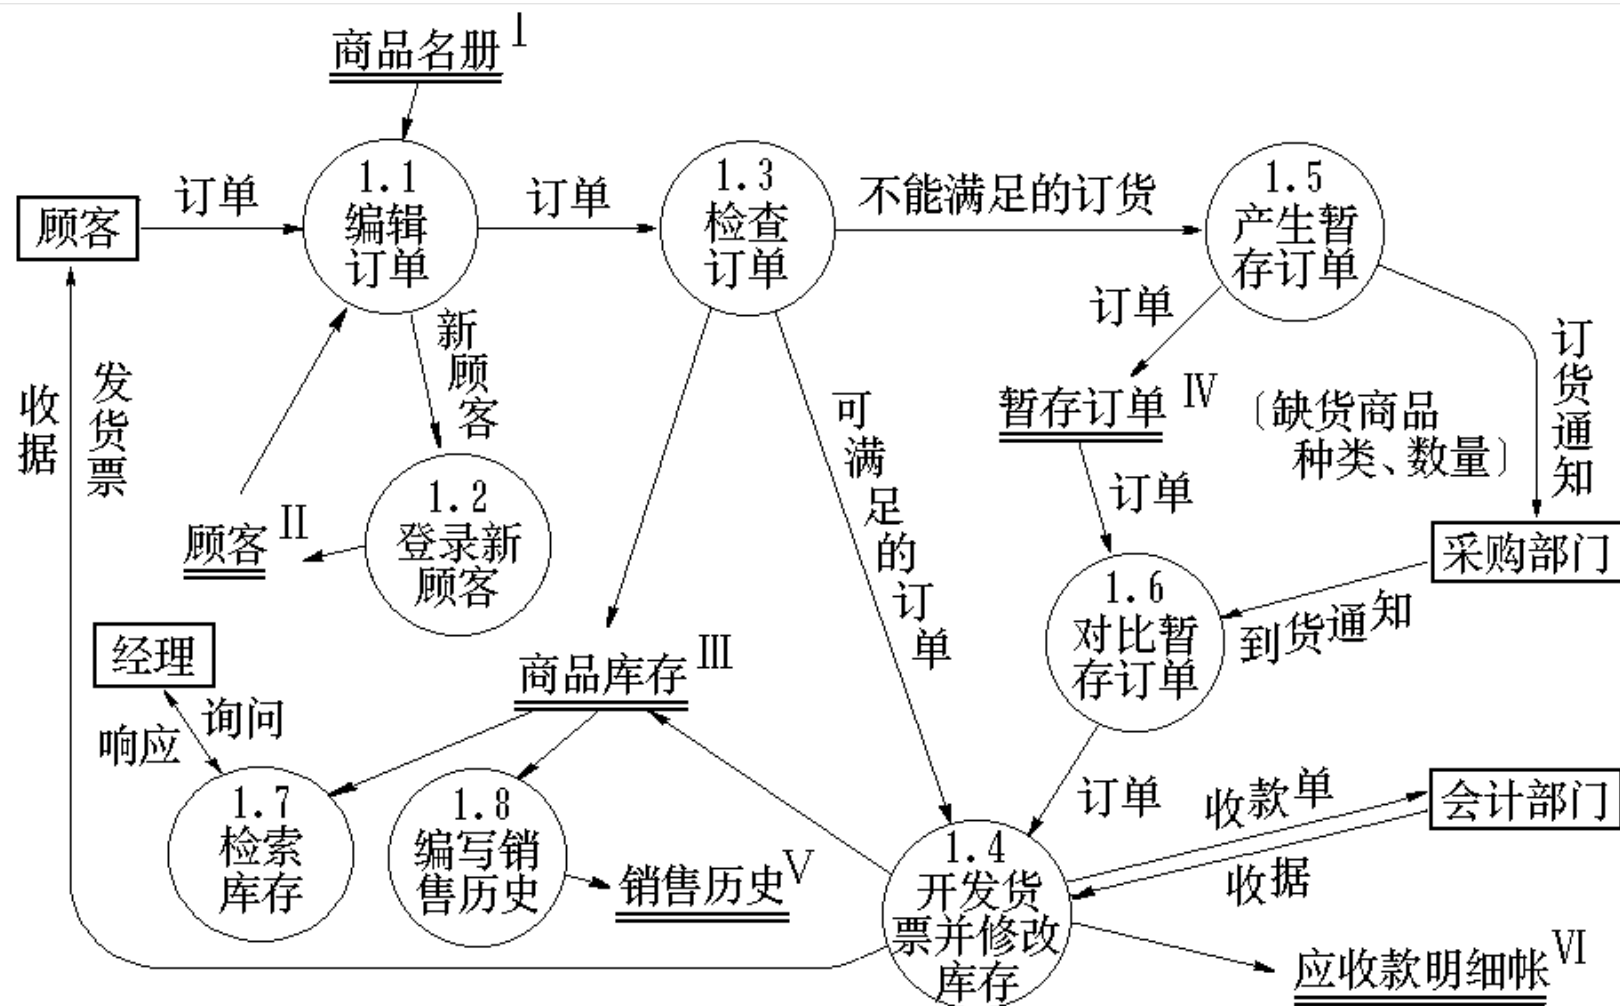 商品名册 I
1.1
编辑
订单
订单
顾客
订单
1.3
检查
订单
不能满足的订货
1.5
产生暂
存订单
新顾客
收据
发货票
订单
订货通知
暂存订单 IV
〔缺货商品
种类、数量〕
可满足的订单
1.2
登录新
顾客
顾客 II
订单
采购部门
1.6
对比暂
存订单
到货通知
经理
商品库存 III
询问
响应
1.7
检索
库存
1.8
编写销
售历史
销售历史 V
订单
收款单
会计部门
收据
1.4
开发货
票并修改
库存
应收款明细帐 VI